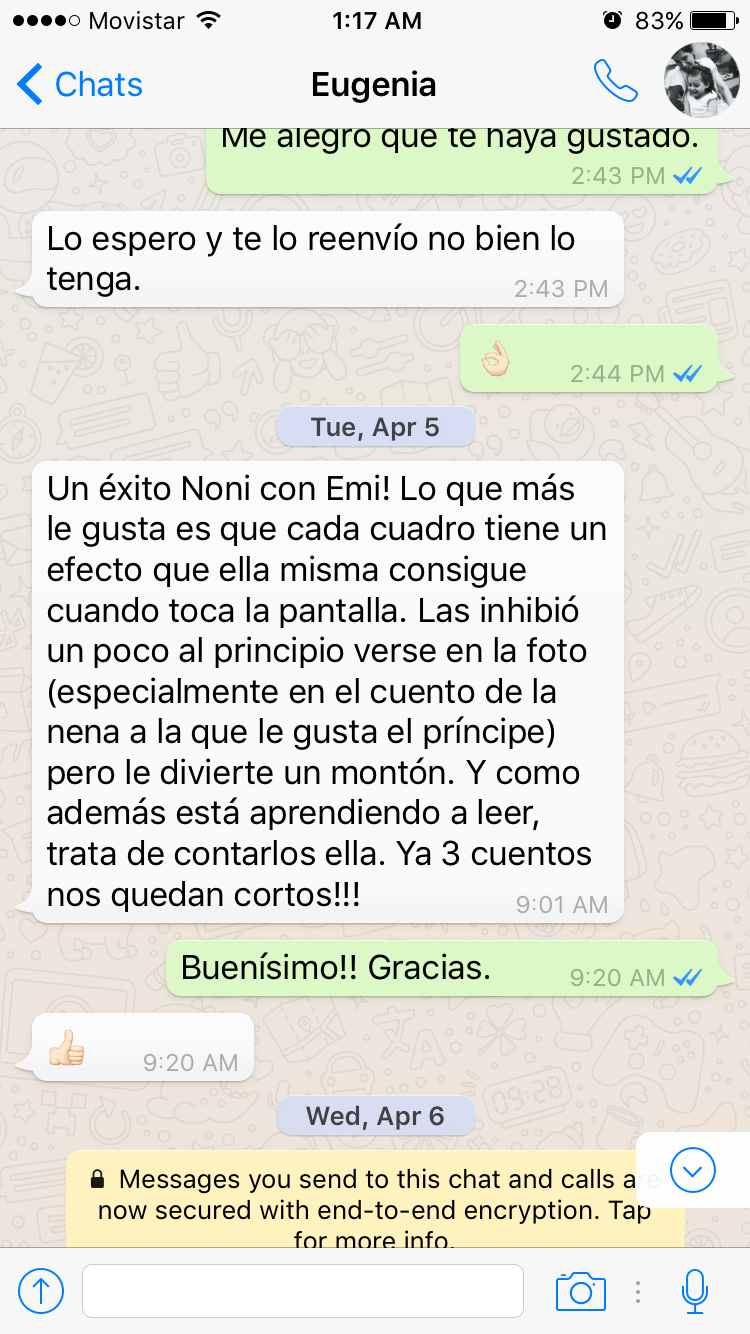 Movistar 1:17 AM 83%
Chats Eugenia
Me alegro que te haya gustado.
2:43 PM
Lo espero y te lo reenvío no bien lo
tenga.
2:43 PM
👌🏻 2:44 PM
Tue, Apr 5
Un éxito Noni con Emi! Lo que más
le gusta es que cada cuadro tiene un
efecto que ella misma consigue
cuando toca la pantalla. Las inhibió
un poco al principio verse en la foto
(especialmente en el cuento de la
nena a la que le gusta el príncipe)
pero le divierte un montón. Y como
además está aprendiendo a leer,
trata de contarlos ella. Ya 3 cuentos
nos quedan cortos!!!
9:01 AM
Buenísimo!! Gracias. 9:20 AM
👍🏻 9:20 AM
Wed, Apr 6
Messages you send to this chat and calls are
now secured with end-to-end encryption. Tap
for more info.